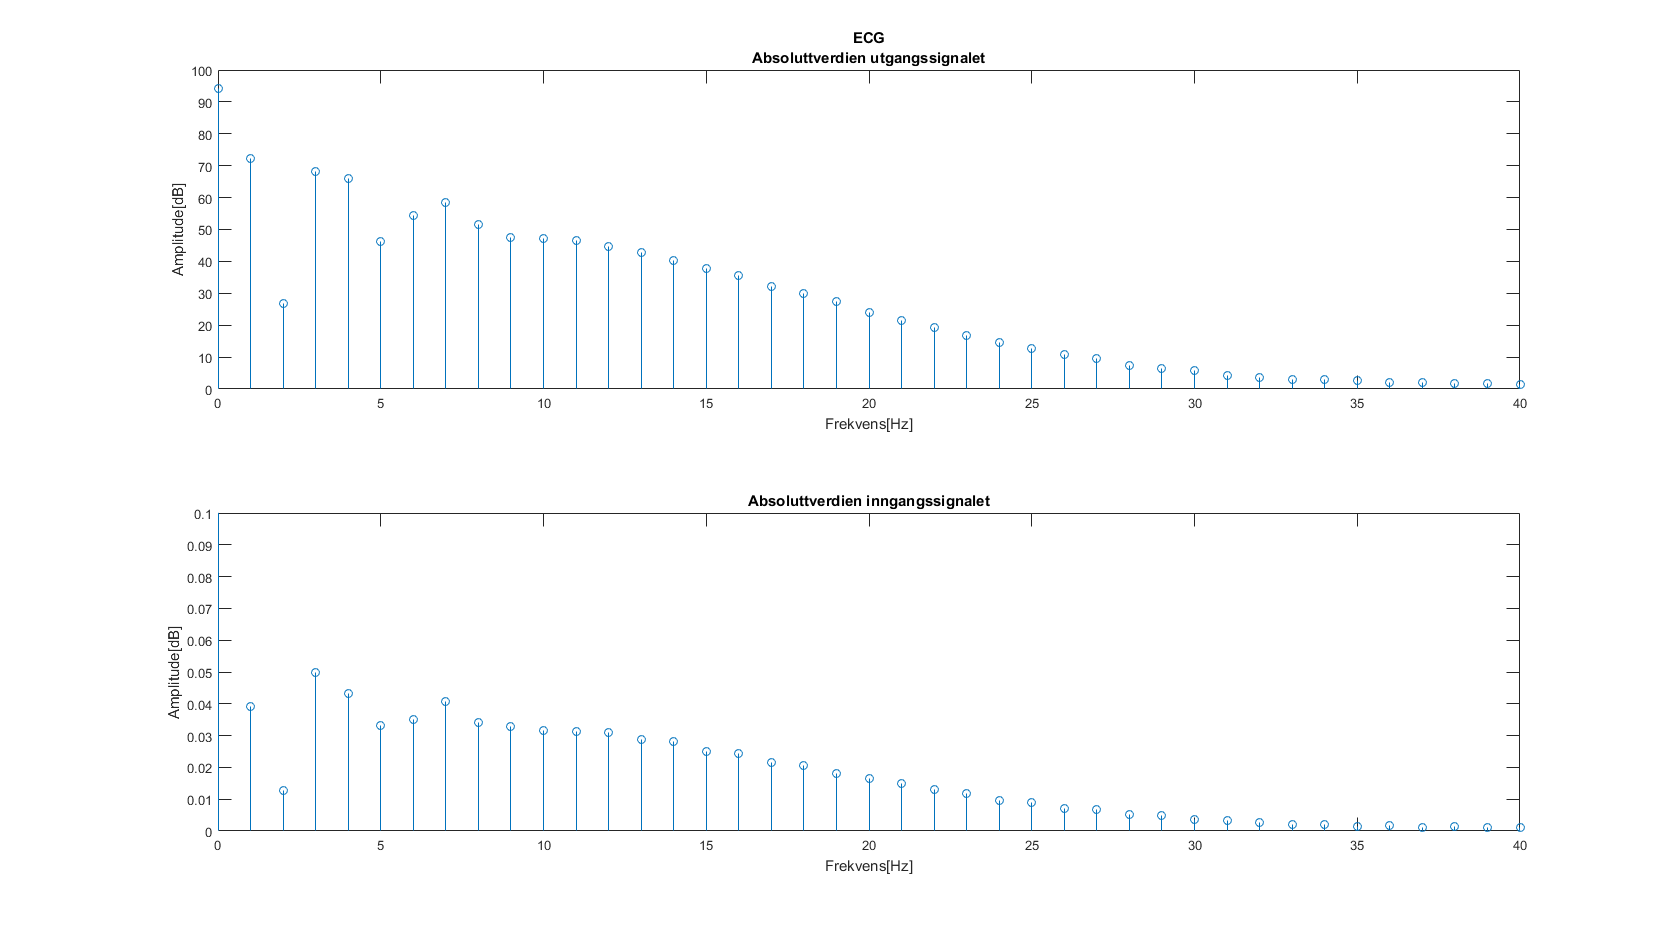 ECG
Absoluttverdien utgangssignalet
100
90
80
70
60
50
40
30
20
10
0
Amplitude[dB]
0 5 10 15 20 25 30 35 40
Frekvens[Hz]
Absoluttverdien inngangssignalet
0.1
0.09
0.08
0.07
0.06
0.05
0.04
0.03
0.02
0.01
0
Amplitude[dB]
0 5 10 15 20 25 30 35 40
Frekvens[Hz]